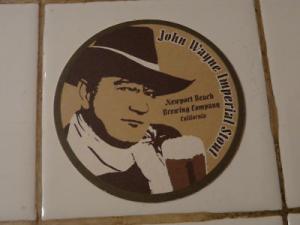 John Wayne Imperial Stout
Newport Beach
Brewing Company
California